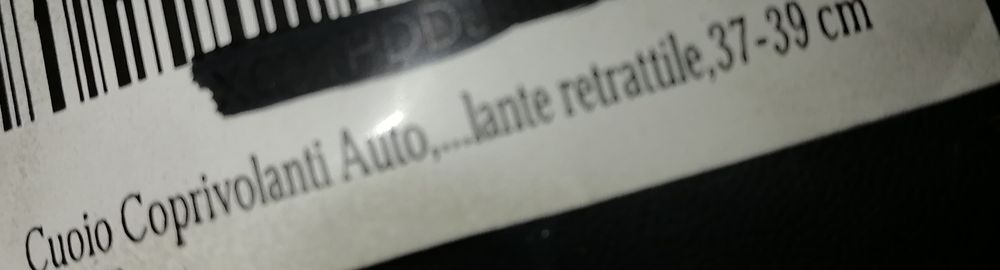 Cuoio Coprivolanti Auto,...lante retrattile,37-39 cm